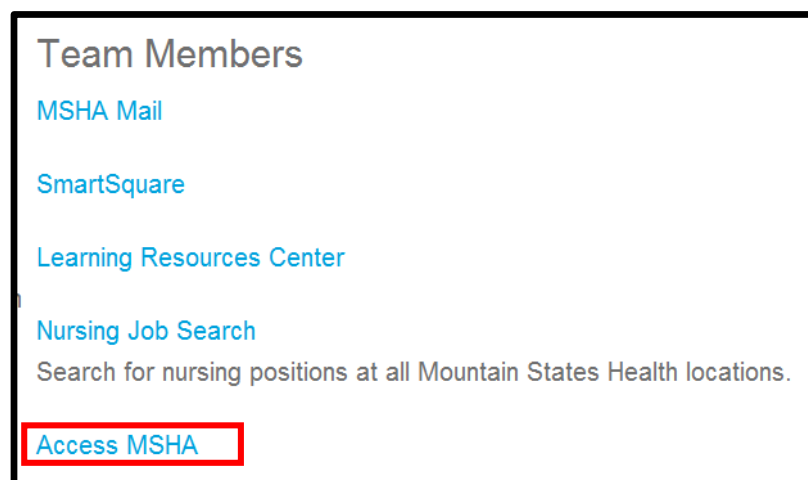 Team Members
MSHA Mail
SmartSquare
Learning Resources Center
Nursing Job Search
Search for nursing positions at all Mountain States Health locations.
Access MSHA